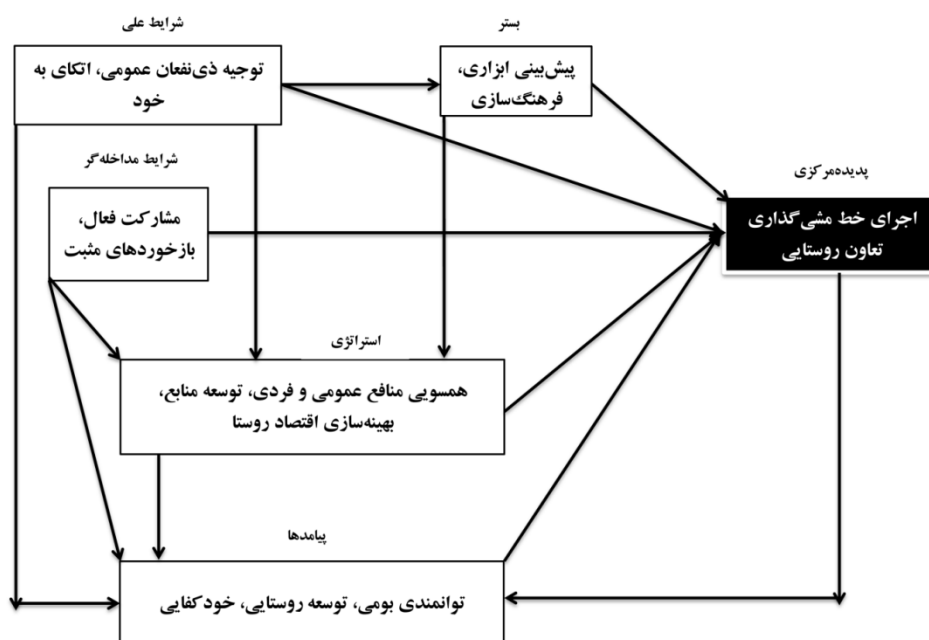 شرایط علی
توجیه ذی‌نفعان عمومی، اتکای به
خود
بستر
پیش‌بینی ابزاری،
فرهنگ‌سازی
شرایط مداخله‌گر
مشارکت فعال،
بازخوردهای مثبت
پدیده‌مرکزی
اجرای خط مشی‌گذاری
تعاون روستایی
استراتژی
همسویی منافع عمومی و فردی، توسعه منابع،
بهینه‌سازی اقتصاد روستا
پیامدها
توانمندی بومی، توسعه روستایی، خودکفایی